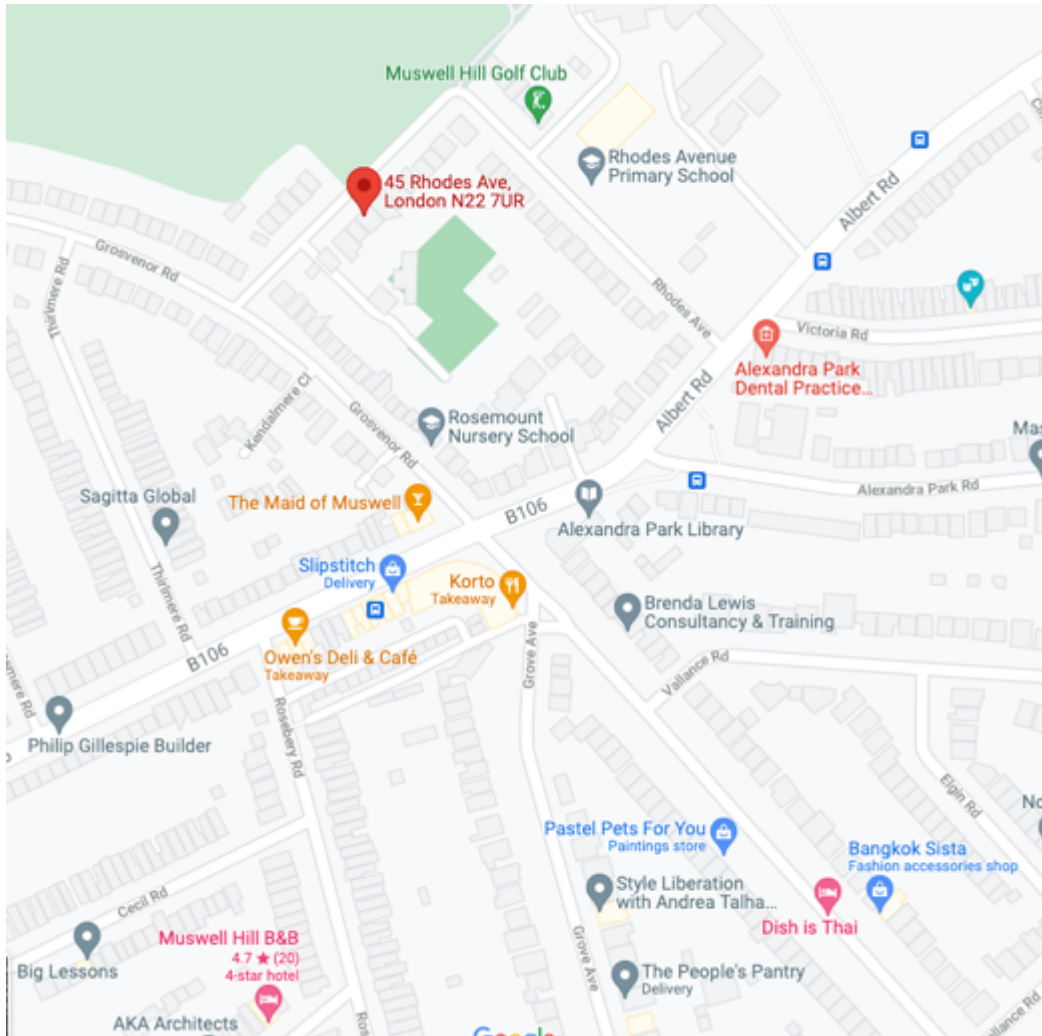 Muswell Hill Golf Club
Rhodes Avenue
Primary School
45 Rhodes Ave,
London N22 7UR
Albert Rd
Grosvenor Rd
Thirlmere Rd
Rhodes Ave
Victoria Rd
Alexandra Park
Dental Practice...
Kendalmere Cl
Grosvenor Rd
Rosemount
Nursery School
Albert Rd
Mas
Sagitta Global
The Maid of Muswell
B106
Alexandra Park Rd
Alexandra Park Library
Slipstitch
Delivery
Korto
Takeaway
Thirlmere Rd
Brenda Lewis
Consultancy & Training
B106
Owen's Deli & Café
Takeaway
Grove Ave
Vallance Rd
Philip Gillespie Builder
Rosebery Rd
Elgin Rd
No
Pastel Pets For You
Paintings store
Bangkok Sista
Fashion accessories shop
Style Liberation
with Andrea Talha...
Cecil Rd
Dish is Thai
Muswell Hill B&B
4.7 ★ (20)
4-star hotel
Big Lessons
Grove Ave
The People's Pantry
Delivery
AKA Architects